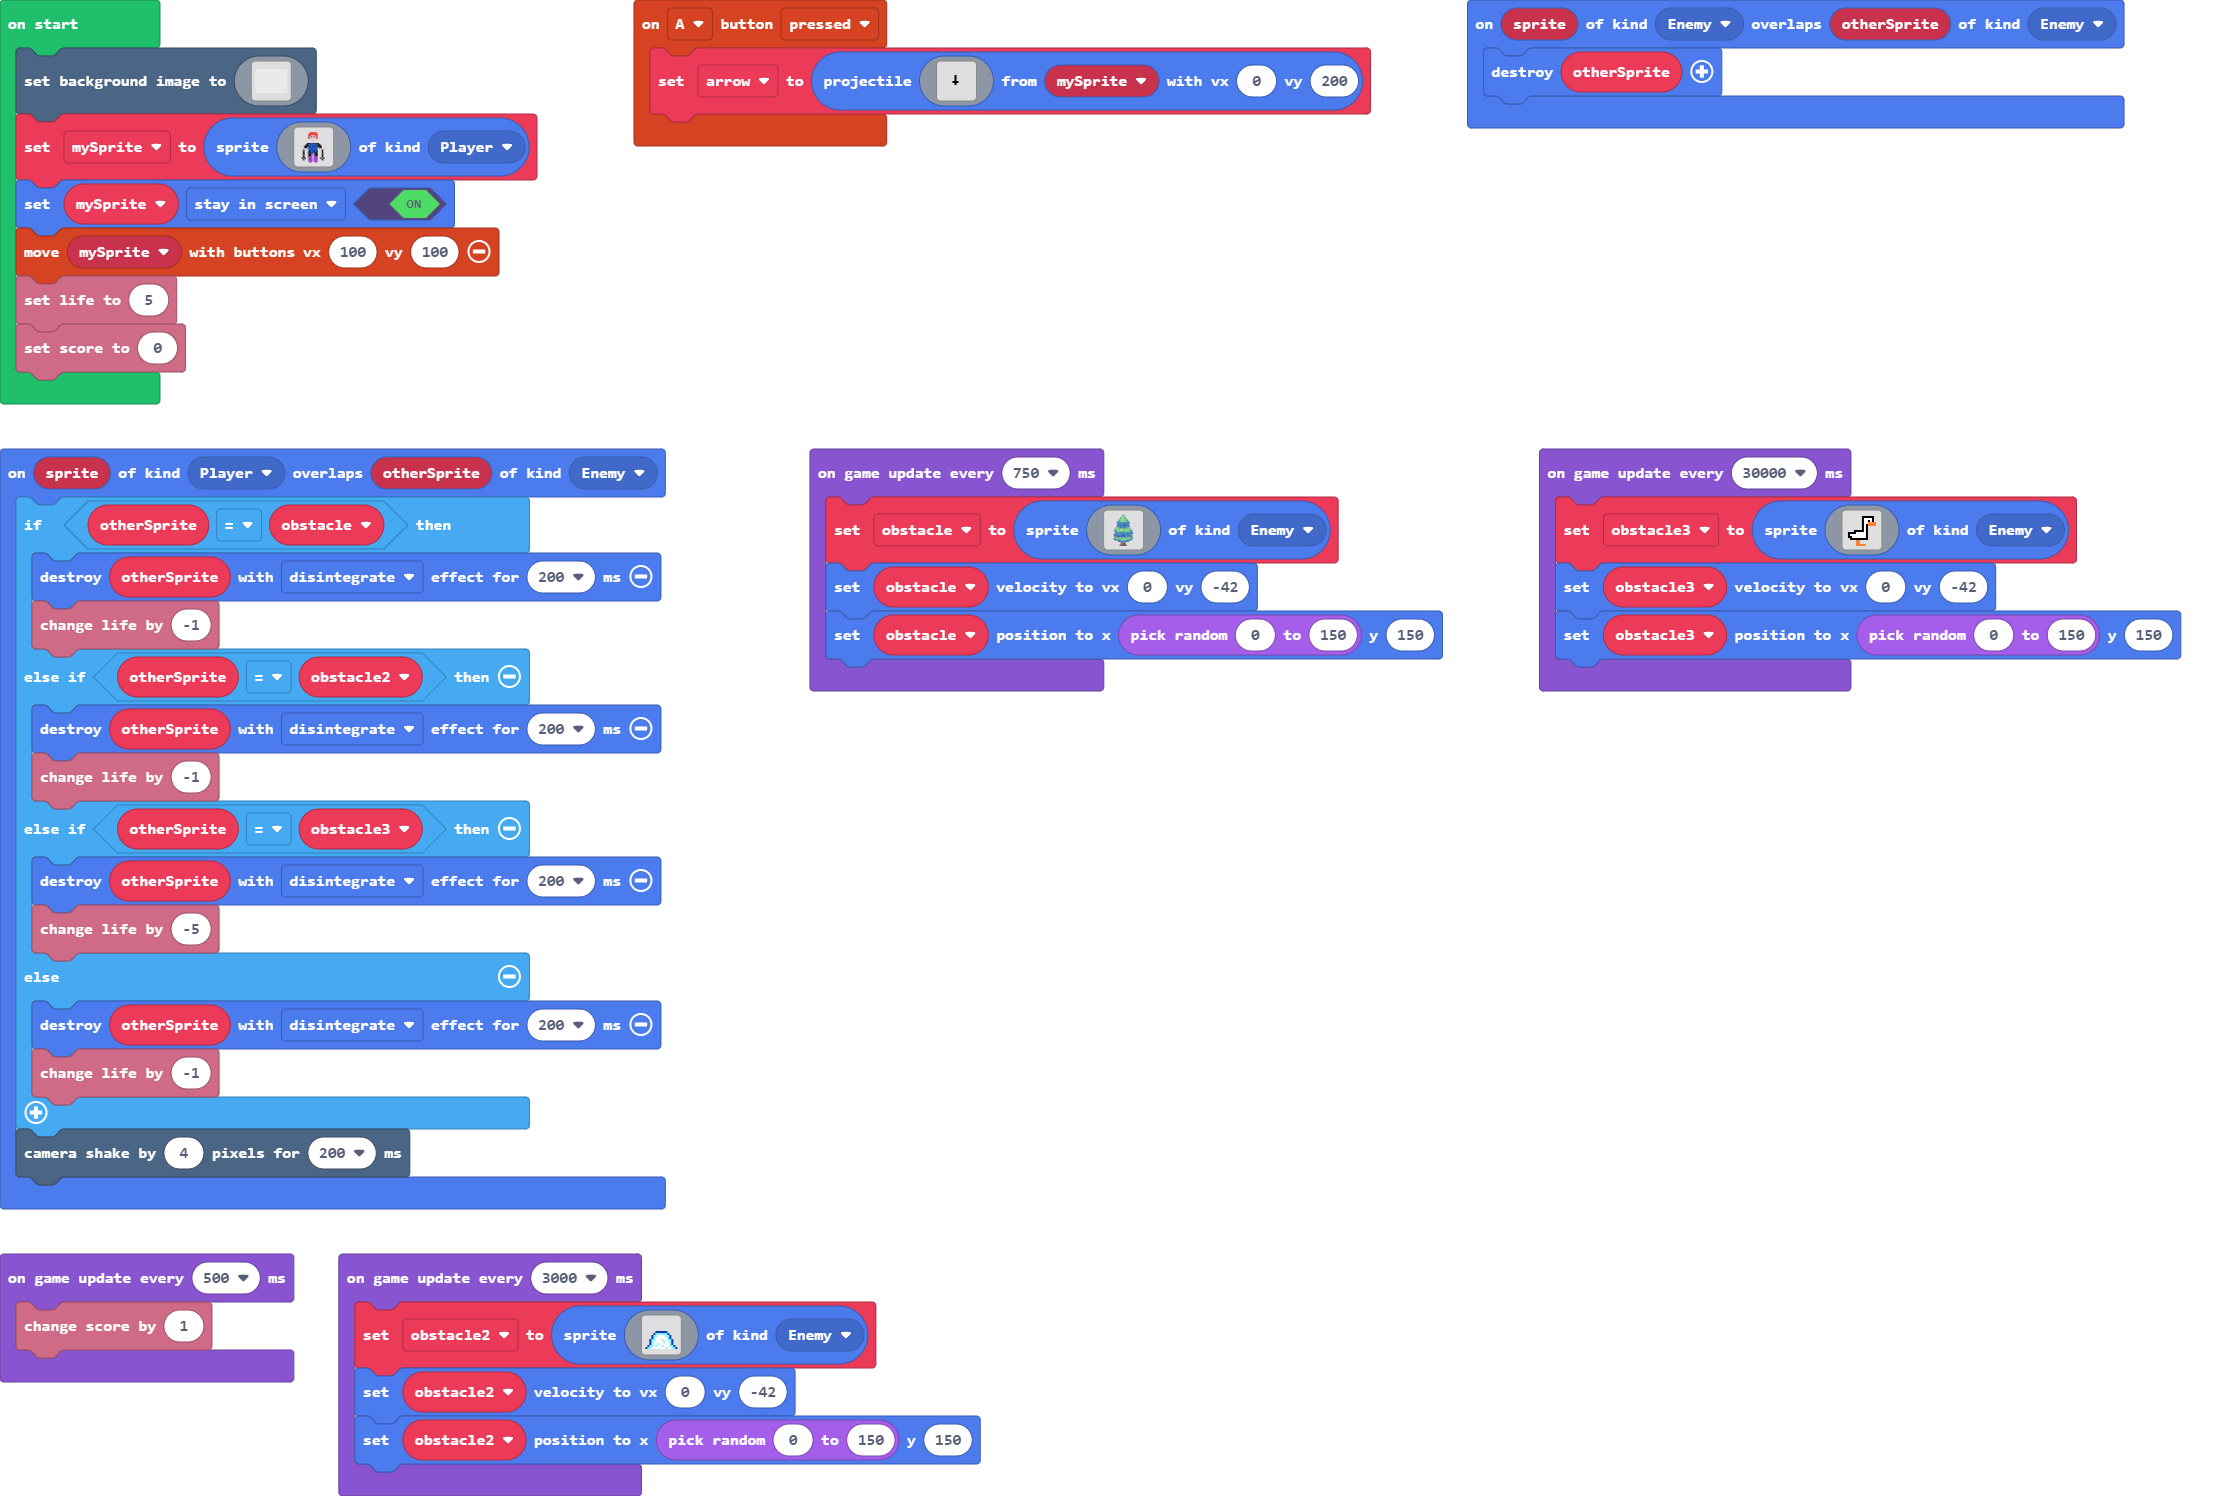 on start
set background image to
set mySprite to sprite of kind Player
set mySprite stay in screen ON
move mySprite with buttons vx 100 vy 100
set life to 5
set score to 0
on A button pressed
set arrow to projectile from mySprite with vx 0 vy 200
on sprite of kind Enemy overlaps otherSprite of kind Enemy
destroy otherSprite
on sprite of kind Player overlaps otherSprite of kind Enemy
if otherSprite = obstacle then
destroy otherSprite with disintegrate effect for 200 ms
change life by -1
else if otherSprite = obstacle2 then
destroy otherSprite with disintegrate effect for 200 ms
change life by -1
else if otherSprite = obstacle3 then
destroy otherSprite with disintegrate effect for 200 ms
change life by -5
else
destroy otherSprite with disintegrate effect for 200 ms
change life by -1
camera shake by 4 pixels for 200 ms
on game update every 750 ms
set obstacle to sprite of kind Enemy
set obstacle velocity to vx 0 vy -42
set obstacle position to x pick random 0 to 150 y 150
on game update every 30000 ms
set obstacle3 to sprite of kind Enemy
set obstacle3 velocity to vx 0 vy -42
set obstacle3 position to x pick random 0 to 150 y 150
on game update every 500 ms
change score by 1
on game update every 3000 ms
set obstacle2 to sprite of kind Enemy
set obstacle2 velocity to vx 0 vy -42
set obstacle2 position to x pick random 0 to 150 y 150